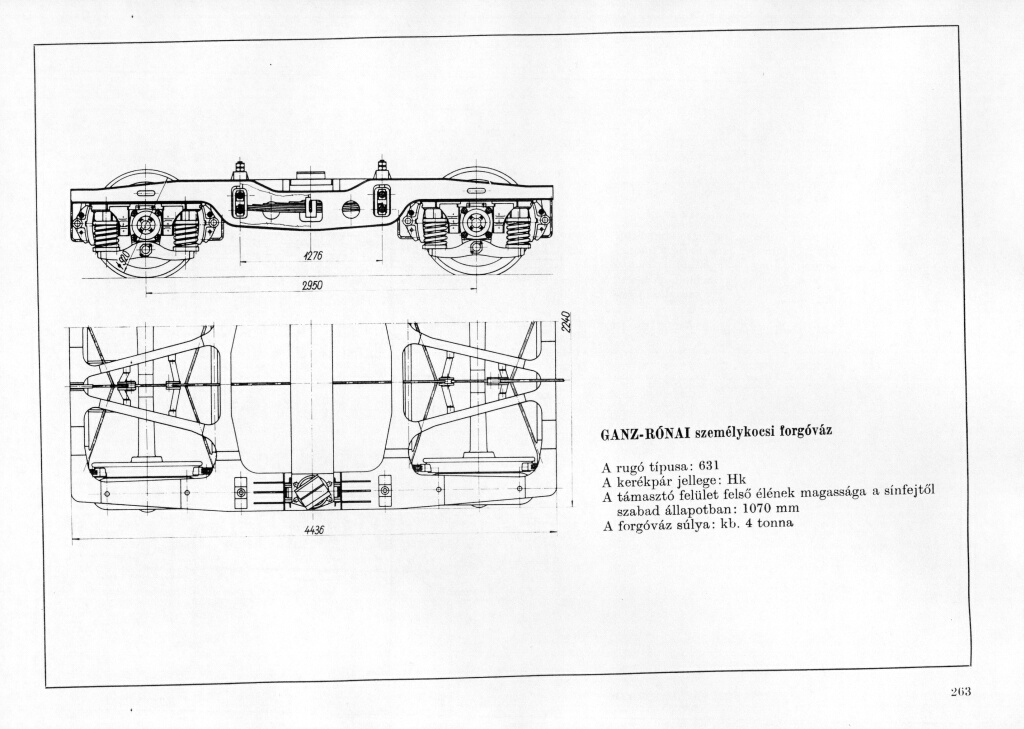 1276
2950
2240
4436
GANZ-RÓNAI személykocsi forgóváz
A rugó típusa: 631
A kerékpár jellege: Hk
A támasztó felület felső élének magassága a sínfejtől
szabad állapotban: 1070 mm
A forgóváz súlya: kb. 4 tonna
263